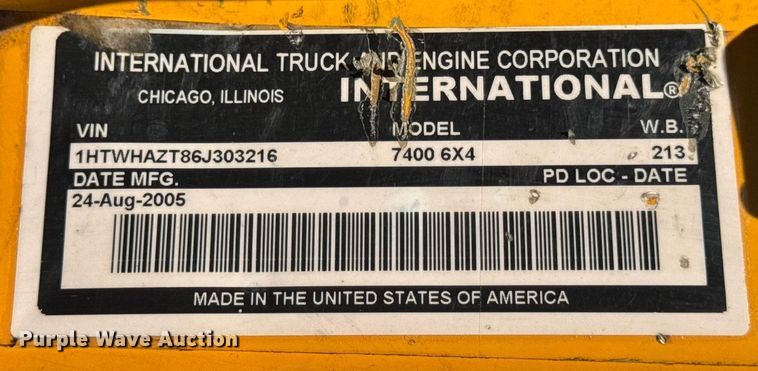 INTERNATIONAL TRUCK AND ENGINE CORPORATION
CHICAGO, ILLINOIS INTERNATIONAL®
VIN MODEL W.B.
1HTWHAZT86J303216 7400 6X4 213
DATE MFG. PD LOC - DATE
24-Aug-2005
MADE IN THE UNITED STATES OF AMERICA
Purple Wave Auction